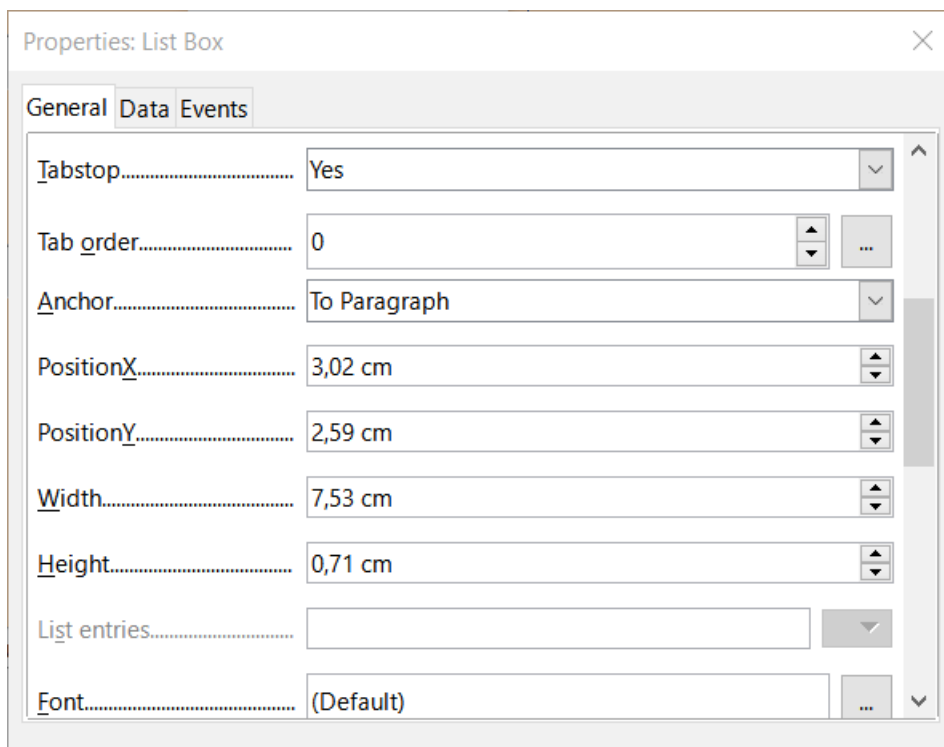 Properties: List Box
General Data Events
Tabstop Yes
Tab order 0 ...
Anchor To Paragraph
PositionX 3,02 cm
PositionY 2,59 cm
Width 7,53 cm
Height 0,71 cm
List entries
Font (Default) ...